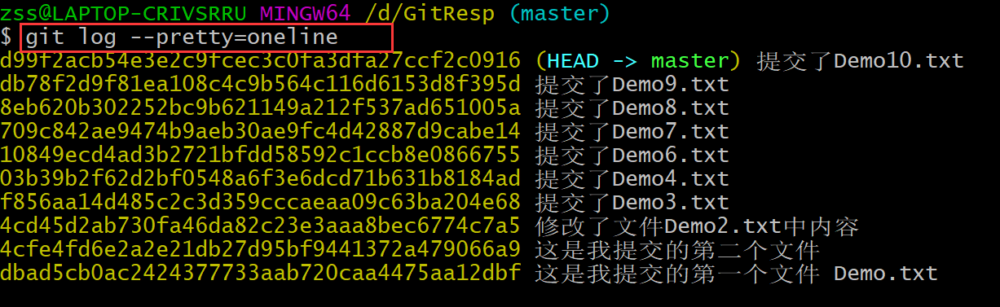 zss@LAPTOP-CRIVSRRU MINGW64 /d/GitResp (master)
$ git log --pretty=oneline
d99f2acb54e3e2c9fcec3c0fa3dfa27ccf2c0916 (HEAD -> master) 提交了Demo10.txt
db78f2d9f81ea108c4c9b564c116d6153d8f395d 提交了Demo9.txt
8eb620b302252bc9b621149a212f537ad651005a 提交了Demo8.txt
709c842ae9474b9aeb30ae9fc4d42887d9cabe14 提交了Demo7.txt
10849ecd4ad3b2721bfdd58592c1ccb8e0866755 提交了Demo6.txt
03b39b2f62d2bf0548a6f3e6dcd71b631b8184ad 提交了Demo4.txt
f856aa14d485c2c3d359cccaeaa09c63ba204e68 提交了Demo3.txt
4cd45d2ab730fa46da82c23e3aaa8bec6774c7a5 修改了文件Demo2.txt中内容
4cfe4fd6e2a2e21db27d95bf9441372a479066a9 这是我提交的第二个文件
dbad5cb0ac2424377733aab720caa4475aa12dbf 这是我提交的第一个文件 Demo.txt